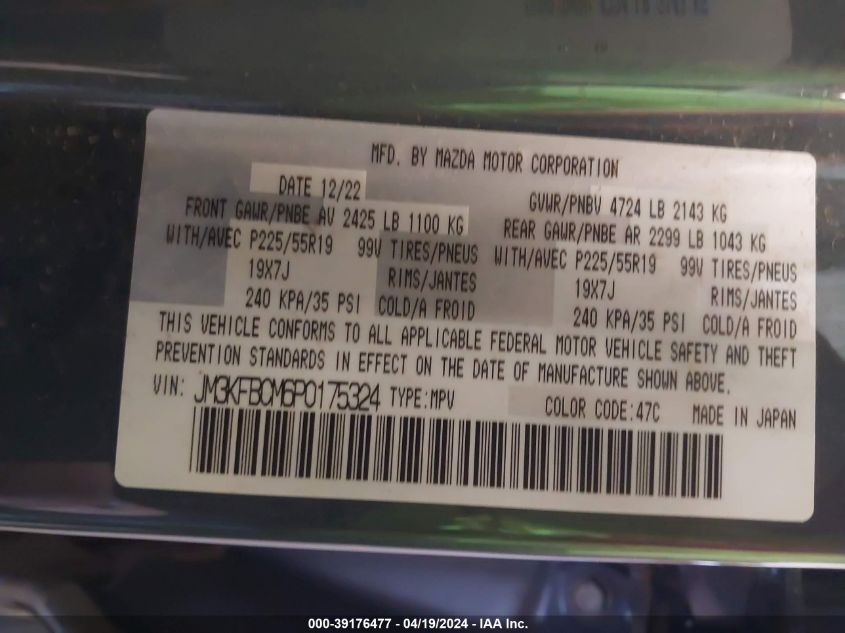 MFD. BY MAZDA MOTOR CORPORATION
DATE 12/22 GVWR/PNBV 4724 LB 2143 KG
FRONT GAWR/PNBE AV 2425 LB 1100 KG REAR GAWR/PNBE AR 2299 LB 1043 KG
WITH/AVEC P225/55R19 99V TIRES/PNEUS WITH/AVEC P225/55R19 99V TIRES/PNEUS
19X7J RIMS/JANTES 19X7J RIMS/JANTES
240 KPA/35 PSI COLD/A FROID 240 KPA/35 PSI COLD/A FROID
THIS VEHICLE CONFORMS TO ALL APPLICABLE FEDERAL MOTOR VEHICLE SAFETY AND THEFT
PREVENTION STANDARDS IN EFFECT ON THE DATE OF MANUFACTURE SHOWN ABOVE.
VIN: JM3KFBCM6P0175324 TYPE:MPV COLOR CODE:47C MADE IN JAPAN
000-39176477 - 04/19/2024 - IAA Inc.